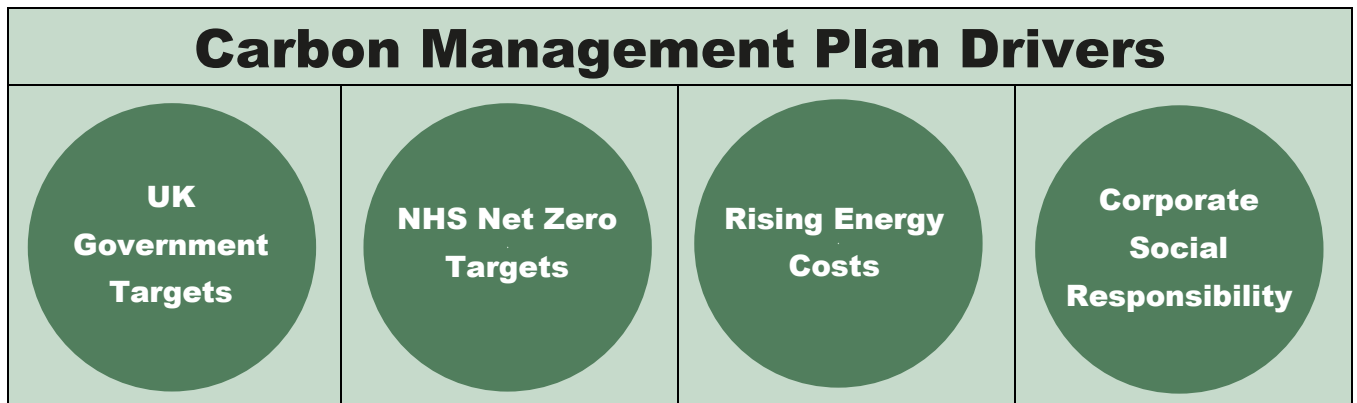 Carbon Management Plan Drivers
UK
Government
Targets
NHS Net Zero
Targets
Rising Energy
Costs
Corporate
Social
Responsibility